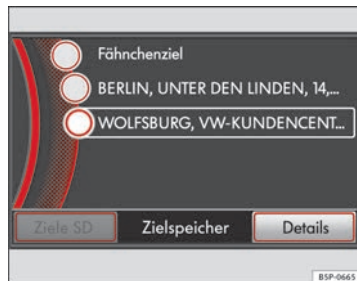 Fähnchenziel
BERLIN, UNTER DEN LINDEN, 14,...
WOLFSBURG, VW-KUNDENCENT...
Ziele SD Zielspeicher Details
B5P-0665